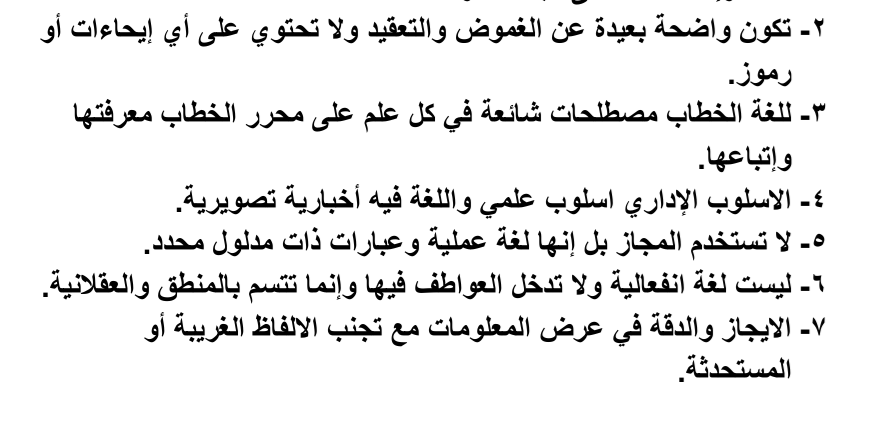 ٢- تكون واضحة بعيدة عن الغموض والتعقيد ولا تحتوي على أي إيحاءات أو
رموز.
٣- للغة الخطاب مصطلحات شائعة في كل علم على محرر الخطاب معرفتها
وإتباعها.
٤- الاسلوب الإداري اسلوب علمي واللغة فيه أخبارية تصويرية.
٥- لا تستخدم المجاز بل إنها لغة عملية وعبارات ذات مدلول محدد.
٦- ليست لغة انفعالية ولا تدخل العواطف فيها وإنما تتسم بالمنطق والعقلانية.
٧- الايجاز والدقة في عرض المعلومات مع تجنب الالفاظ الغريبة أو
المستحدثة.